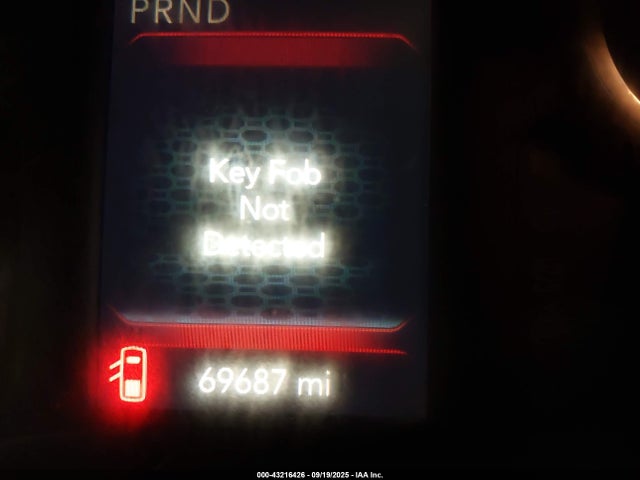 PRND
Key Fob
Not
Detected
69687 mi
000-43216426 - 09/19/2025 - IAA Inc.